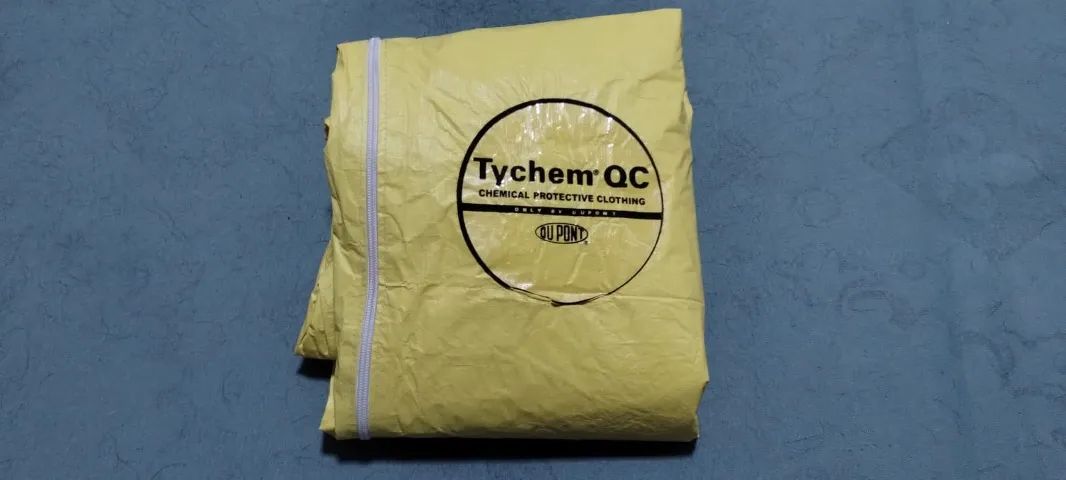 Tychem® QC
CHEMICAL PROTECTIVE CLOTHING
ONLY BY DUPONT
DU PONT®